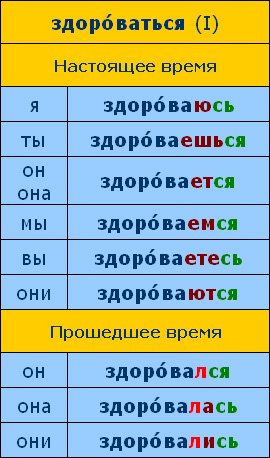 здоро́ваться (I)
Настоящее время
я здоро́ваюсь
ты здоро́ваешься
он
она здоро́вается
мы здоро́ваемся
вы здоро́ваетесь
они здоро́ваются
Прошедшее время
он здоро́вался
она здоро́валась
они здоро́вались